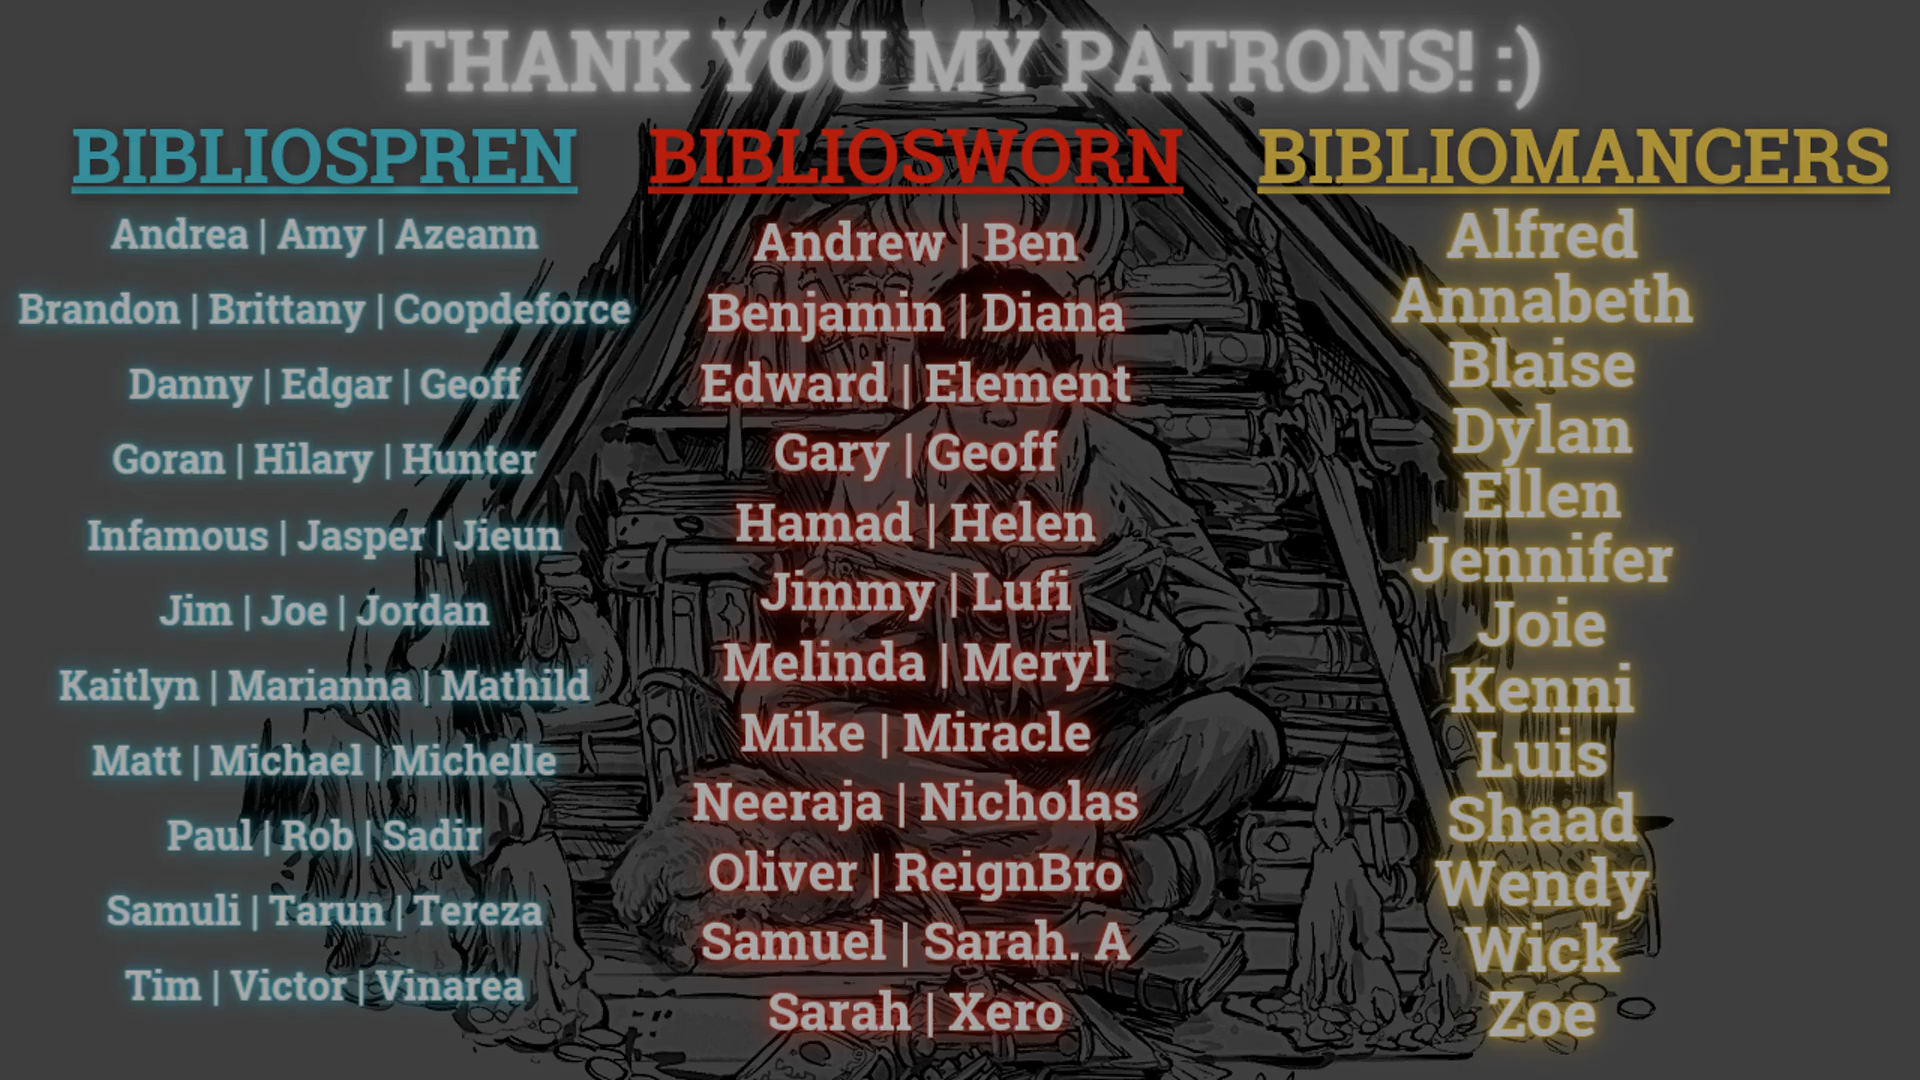 THANK YOU MY PATRONS! :)
BIBLIOSPREN
Andrea | Amy | Azeann
Brandon | Brittany | Coopdeforce
Danny | Edgar | Geoff
Goran | Hilary | Hunter
Infamous | Jasper | Jieun
Jim | Joe | Jordan
Kaitlyn | Marianna | Mathild
Matt | Michael | Michelle
Paul | Rob | Sadir
Samuli | Tarun | Tereza
Tim | Victor | Vinarea
BIBLIOSWORN
Andrew | Ben
Benjamin | Diana
Edward | Element
Gary | Geoff
Hamad | Helen
Jimmy | Lufi
Melinda | Meryl
Mike | Miracle
Neeraja | Nicholas
Oliver | ReignBro
Samuel | Sarah. A
Sarah | Xero
BIBLIOMANCERS
Alfred
Annabeth
Blaise
Dylan
Ellen
Jennifer
Joie
Kenni
Luis
Shaad
Wendy
Wick
Zoe